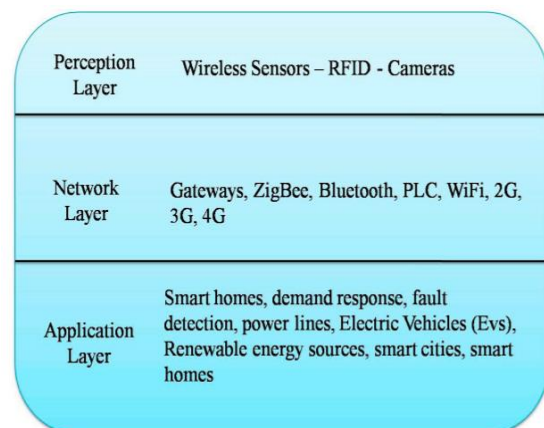 Perception
Layer
Wireless Sensors – RFID - Cameras
Network
Layer
Gateways, ZigBee, Bluetooth, PLC, WiFi, 2G,
3G, 4G
Application
Layer
Smart homes, demand response, fault
detection, power lines, Electric Vehicles (Evs),
Renewable energy sources, smart cities, smart
homes